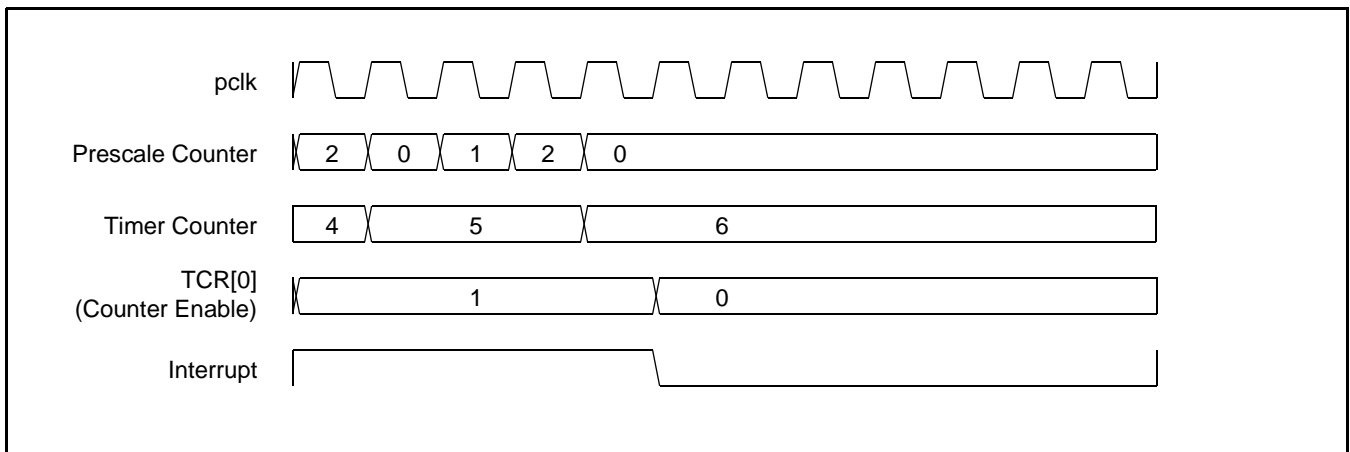 pclk
Prescale Counter 2 0 1 2 0
Timer Counter 4 5 6
TCR[0]
(Counter Enable) 1 0
Interrupt